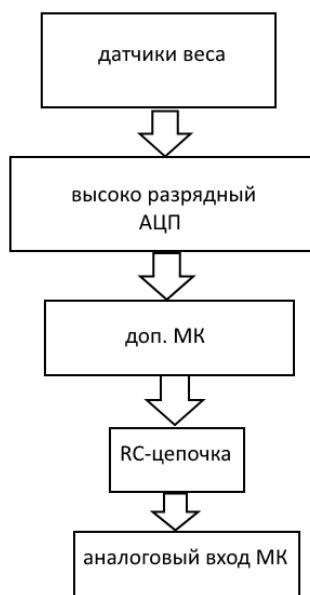 датчики веса
высоко разрядный
АЦП
доп. МК
RC-цепочка
аналоговый вход МК